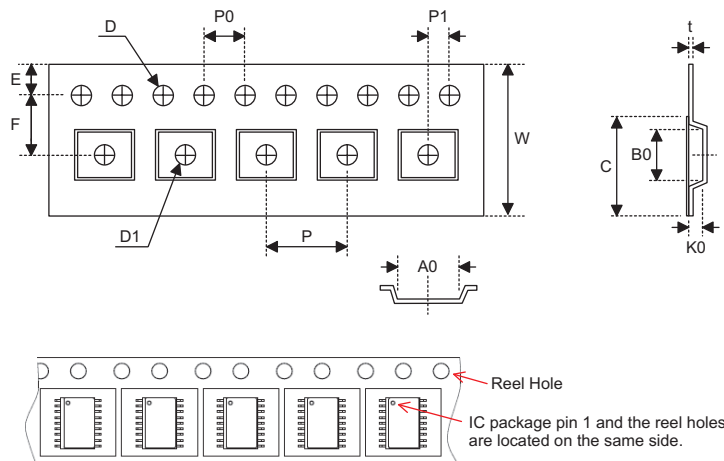 D
P0
P1
t
E
F
W
C
B0
D1
P
K0
A0
Reel Hole
IC package pin 1 and the reel holes
are located on the same side.